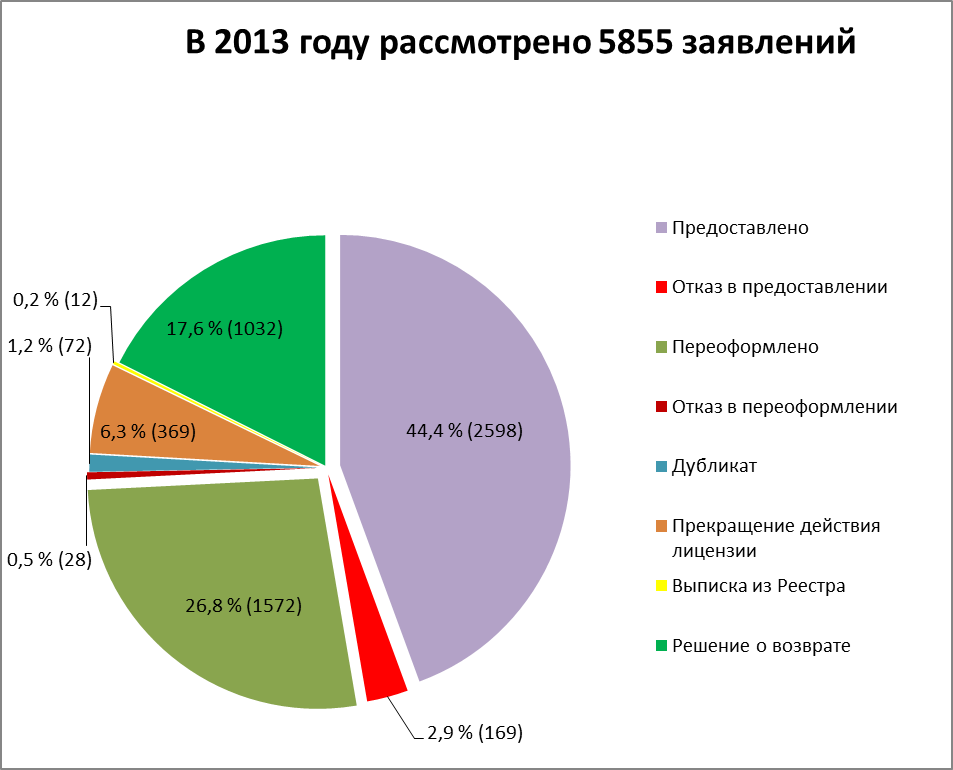 В 2013 году рассмотрено 5855 заявлений
Предоставлено
Отказ в предоставлении
Переоформлено
Отказ в переоформлении
Дубликат
Прекращение действия
лицензии
Выписка из Реестра
Решение о возврате
0,2 % (12)
17,6 % (1032)
1,2 % (72)
6,3 % (369)
44,4 % (2598)
0,5 % (28)
26,8 % (1572)
2,9 % (169)